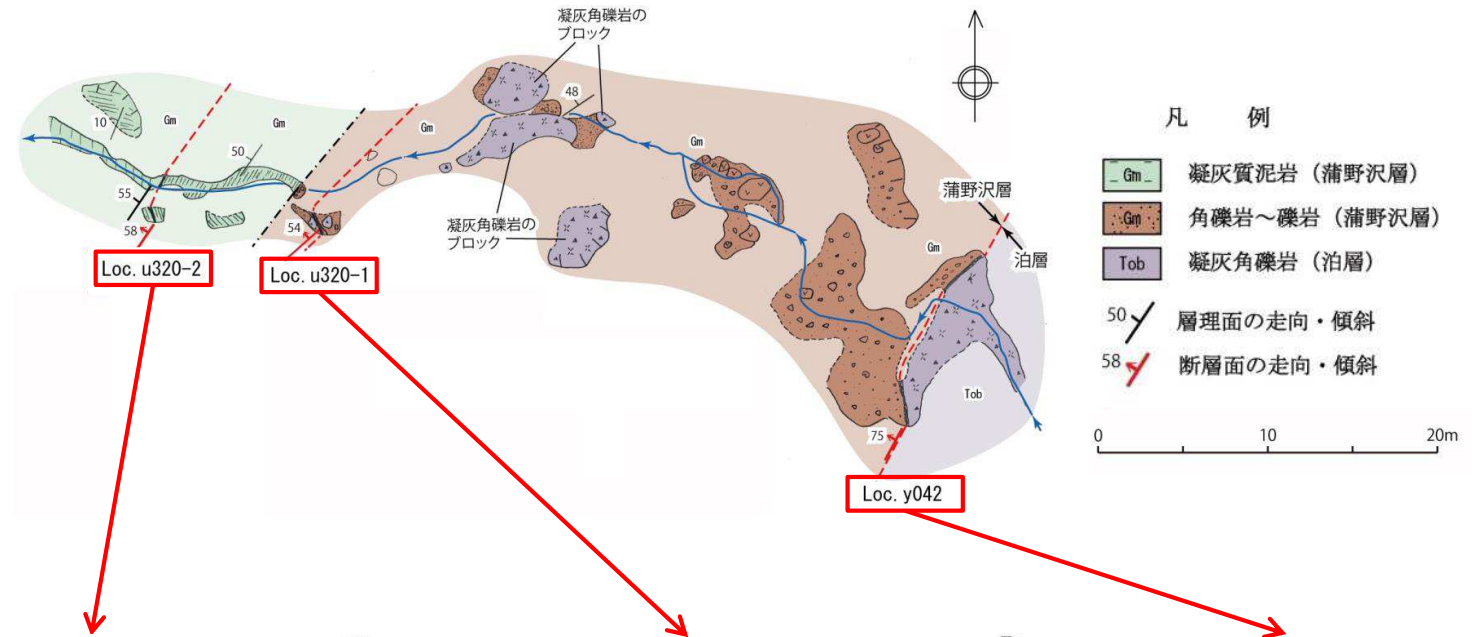 凝灰角礫岩の
ブロック
48
10
Gm
Gm
50
55
58
54
Gm
Gm
凝灰角礫岩の
ブロック
Gm
蒲野沢層
泊層
Tob
75
Loc. u320-2
Loc. u320-1
Loc. y042
凡 例
Gm 凝灰質泥岩（蒲野沢層）
Gm 角礫岩～礫岩（蒲野沢層）
Tob 凝灰角礫岩（泊層）
50 層理面の走向・傾斜
58 断層面の走向・傾斜
0 10 20m